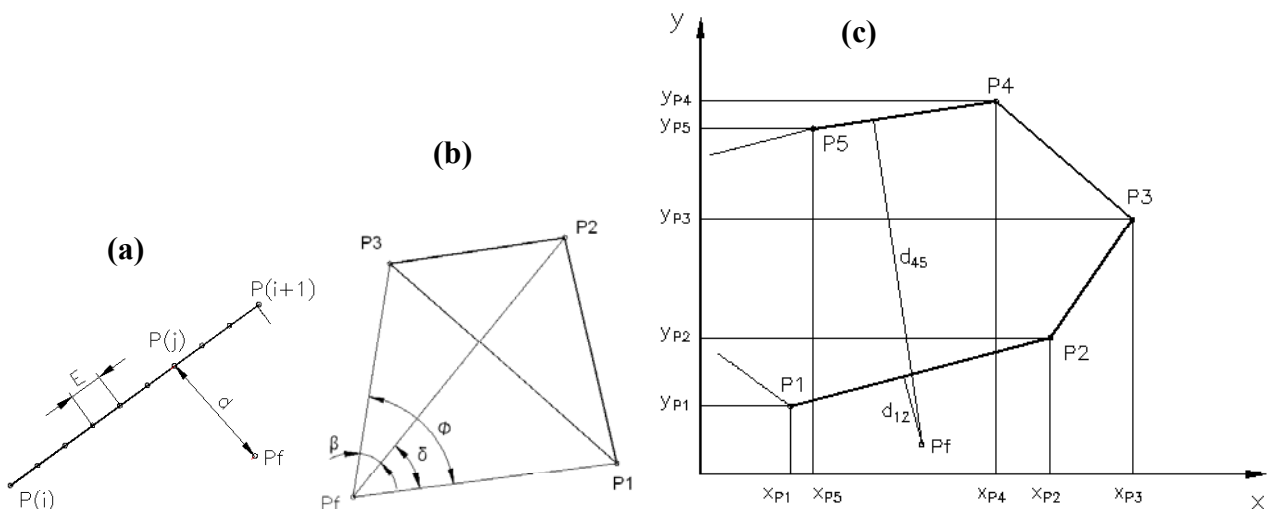 (a)
P(i+1)
P(j)
E
α
Pf
P(i)
(b)
P3
P2
β
δ
Φ
Pf
P1
(c)
y
yP4
yP5
yP3
yP2
yP1
P4
P5
P3
d45
P2
P1
d12
Pf
xP1
xP5
xP4
xP2
xP3
x